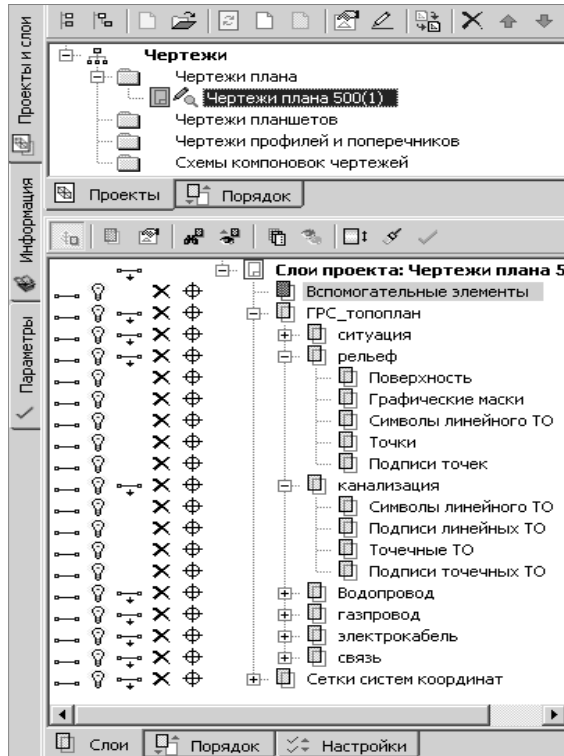 Проекты и слои
Информация
Параметры
Чертежи
Чертежи плана
Чертежи плана 500(1)
Чертежи планшетов
Чертежи профилей и поперечников
Схемы компоновок чертежей
Проекты
Порядок
Слои проекта: Чертежи плана 5
Вспомогательные элементы
ГРС_топоплан
ситуация
рельеф
Поверхность
Графические маски
Символы линейного ТО
Точки
Подписи точек
канализация
Символы линейного ТО
Подписи линейных ТО
Точечные ТО
Подписи точечных ТО
Водопровод
газпровод
электрокабель
связь
Сетки систем координат
Слои
Порядок
Настройки